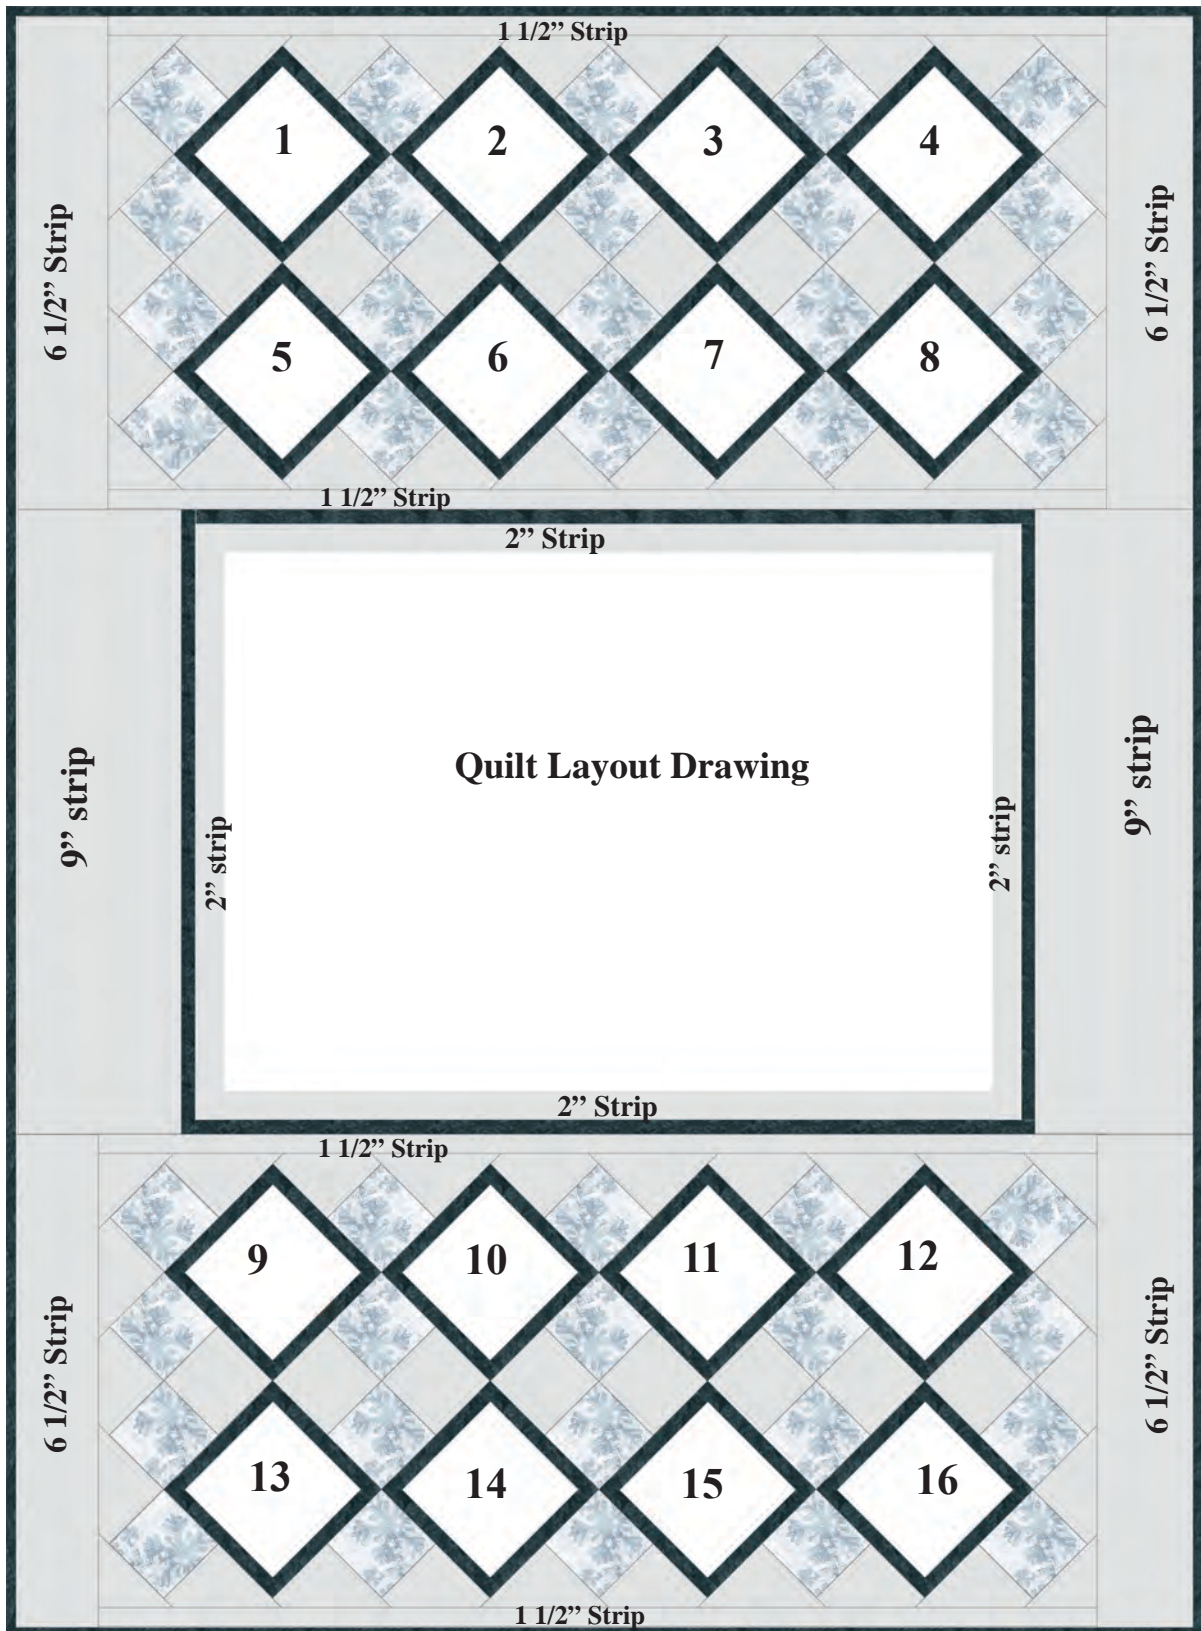 1 1/2” Strip
1
2
3
4
6 1/2” Strip
6 1/2” Strip
5
6
7
8
1 1/2” Strip
2” Strip
Quilt Layout Drawing
9” strip
9” strip
2” strip
2” strip
2” Strip
1 1/2” Strip
9
10
11
12
6 1/2” Strip
6 1/2” Strip
13
14
15
16
1 1/2” Strip